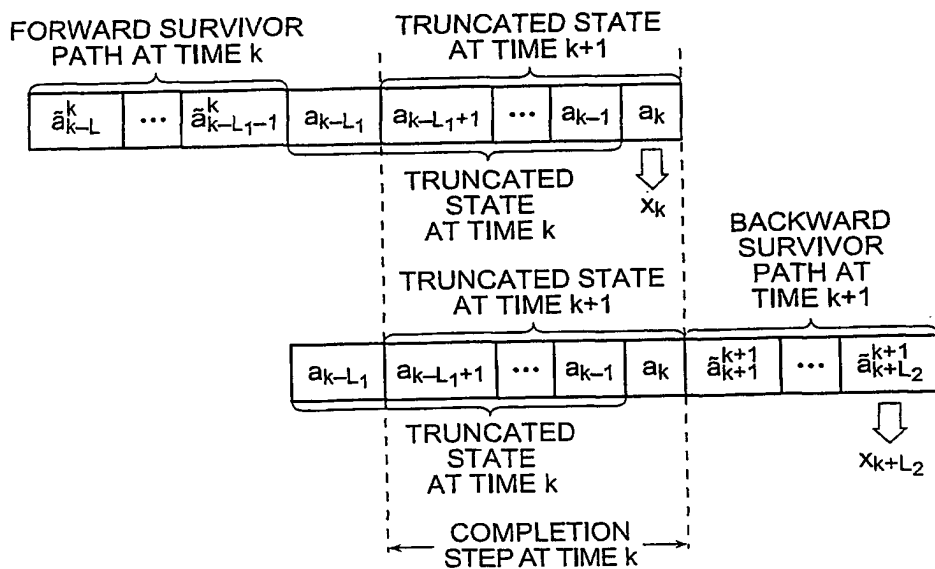 FORWARD SURVIVOR
PATH AT TIME k
TRUNCATED STATE
AT TIME k+1
ã^k_{k–L} ··· ã^k_{k–L₁–1} a_{k–L₁} a_{k–L₁+1} ··· a_{k–1} a_k
TRUNCATED
STATE
AT TIME k
x_k
BACKWARD
SURVIVOR
PATH AT
TIME k+1
TRUNCATED STATE
AT TIME k+1
a_{k–L₁} a_{k–L₁+1} ··· a_{k–1} a_k ã^{k+1}_{k+1} ··· ã^{k+1}_{k+L₂}
TRUNCATED
STATE
AT TIME k
x_{k+L₂}
COMPLETION
STEP AT TIME k